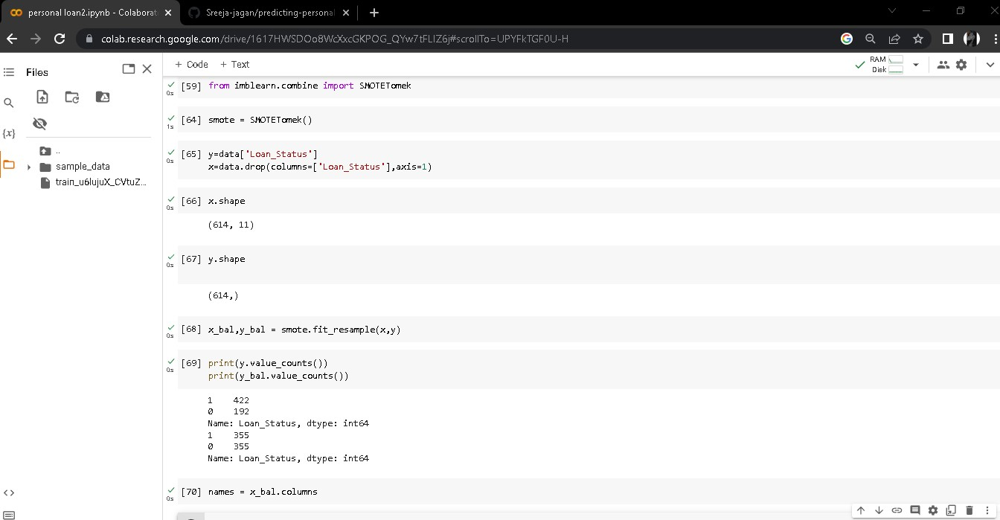 personal loan2.ipynb - Colaborat
Sreeja-jagan/predicting-personal
colab.research.google.com/drive/1617HWSDOo8WcXxcGKPOG_QYw7tFLIZ6j#scrollTo=UPYFkTGF0U-H
Files
+ Code + Text
RAM
Disk
{x}
..
sample_data
train_u6lujuX_CVtuZ...
0s [59] from imblearn.combine import SMOTETomek
1s [64] smote = SMOTETomek()
0s [65] y=data['Loan_Status']
x=data.drop(columns=['Loan_Status'],axis=1)
0s [66] x.shape
(614, 11)
0s [67] y.shape
(614,)
0s [68] x_bal,y_bal = smote.fit_resample(x,y)
0s [69] print(y.value_counts())
print(y_bal.value_counts())
1 422
0 192
Name: Loan_Status, dtype: int64
1 355
0 355
Name: Loan_Status, dtype: int64
0s [70] names = x_bal.columns